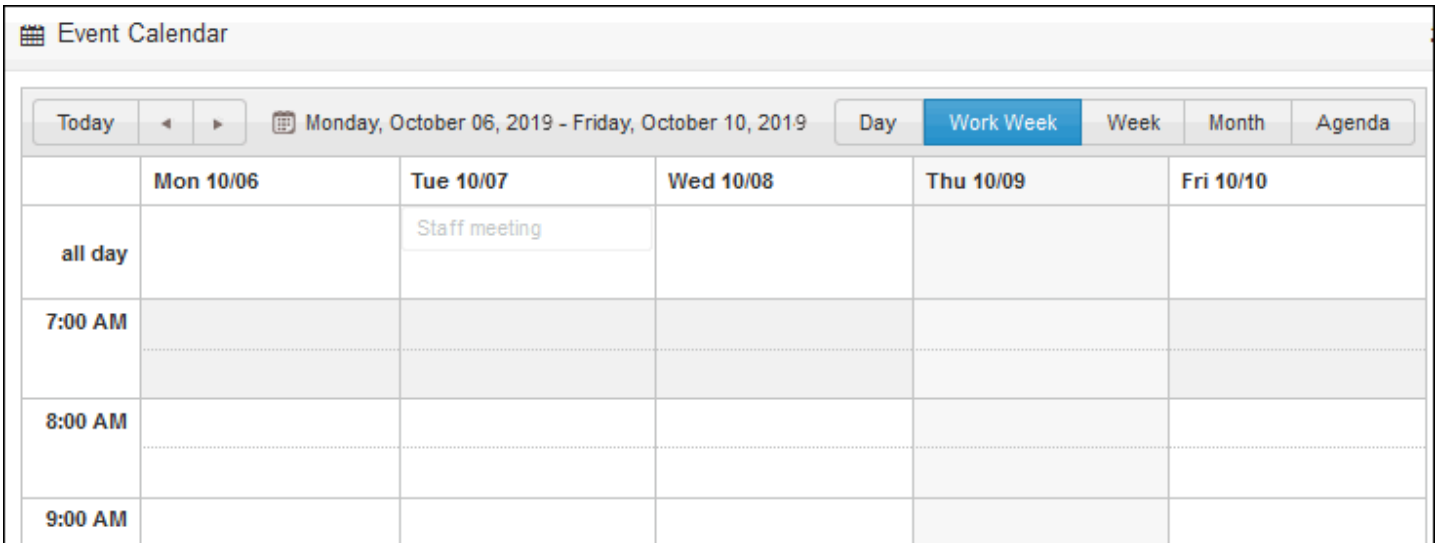 Event Calendar
Today Monday, October 06, 2019 - Friday, October 10, 2019 Day Work Week Week Month Agenda
Mon 10/06 Tue 10/07 Wed 10/08 Thu 10/09 Fri 10/10
Staff meeting
all day
7:00 AM
8:00 AM
9:00 AM